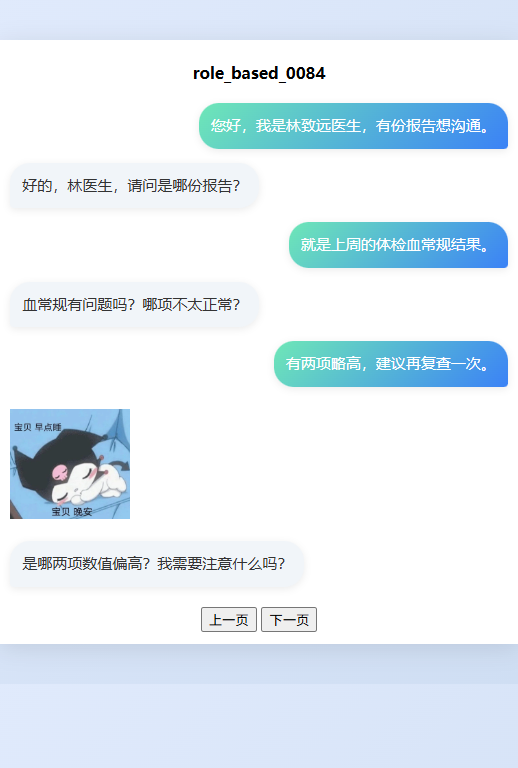 role_based_0084
您好，我是林致远医生，有份报告想沟通。
好的，林医生，请问是哪份报告？
就是上周的体检血常规结果。
血常规有问题吗？哪项不太正常？
有两项略高，建议再复查一次。
宝贝 早点睡
宝贝 晚安
是哪两项数值偏高？我需要注意什么吗？
上一页 下一页